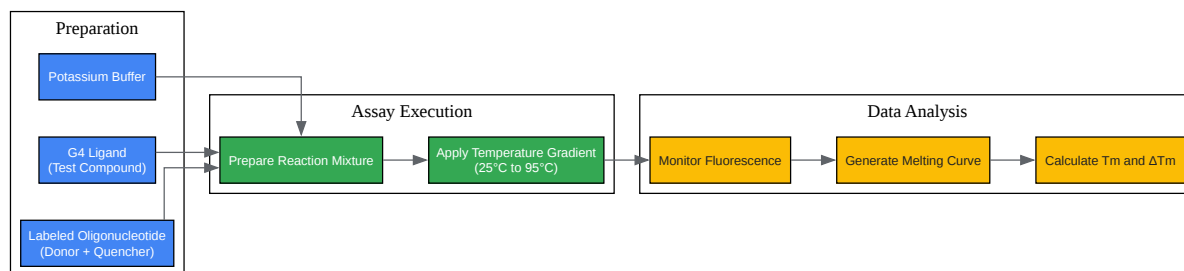 Preparation
Potassium Buffer
G4 Ligand
(Test Compound)
Labeled Oligonucleotide
(Donor + Quencher)
Assay Execution
Prepare Reaction Mixture
Apply Temperature Gradient
(25°C to 95°C)
Data Analysis
Monitor Fluorescence
Generate Melting Curve
Calculate Tm and ΔTm